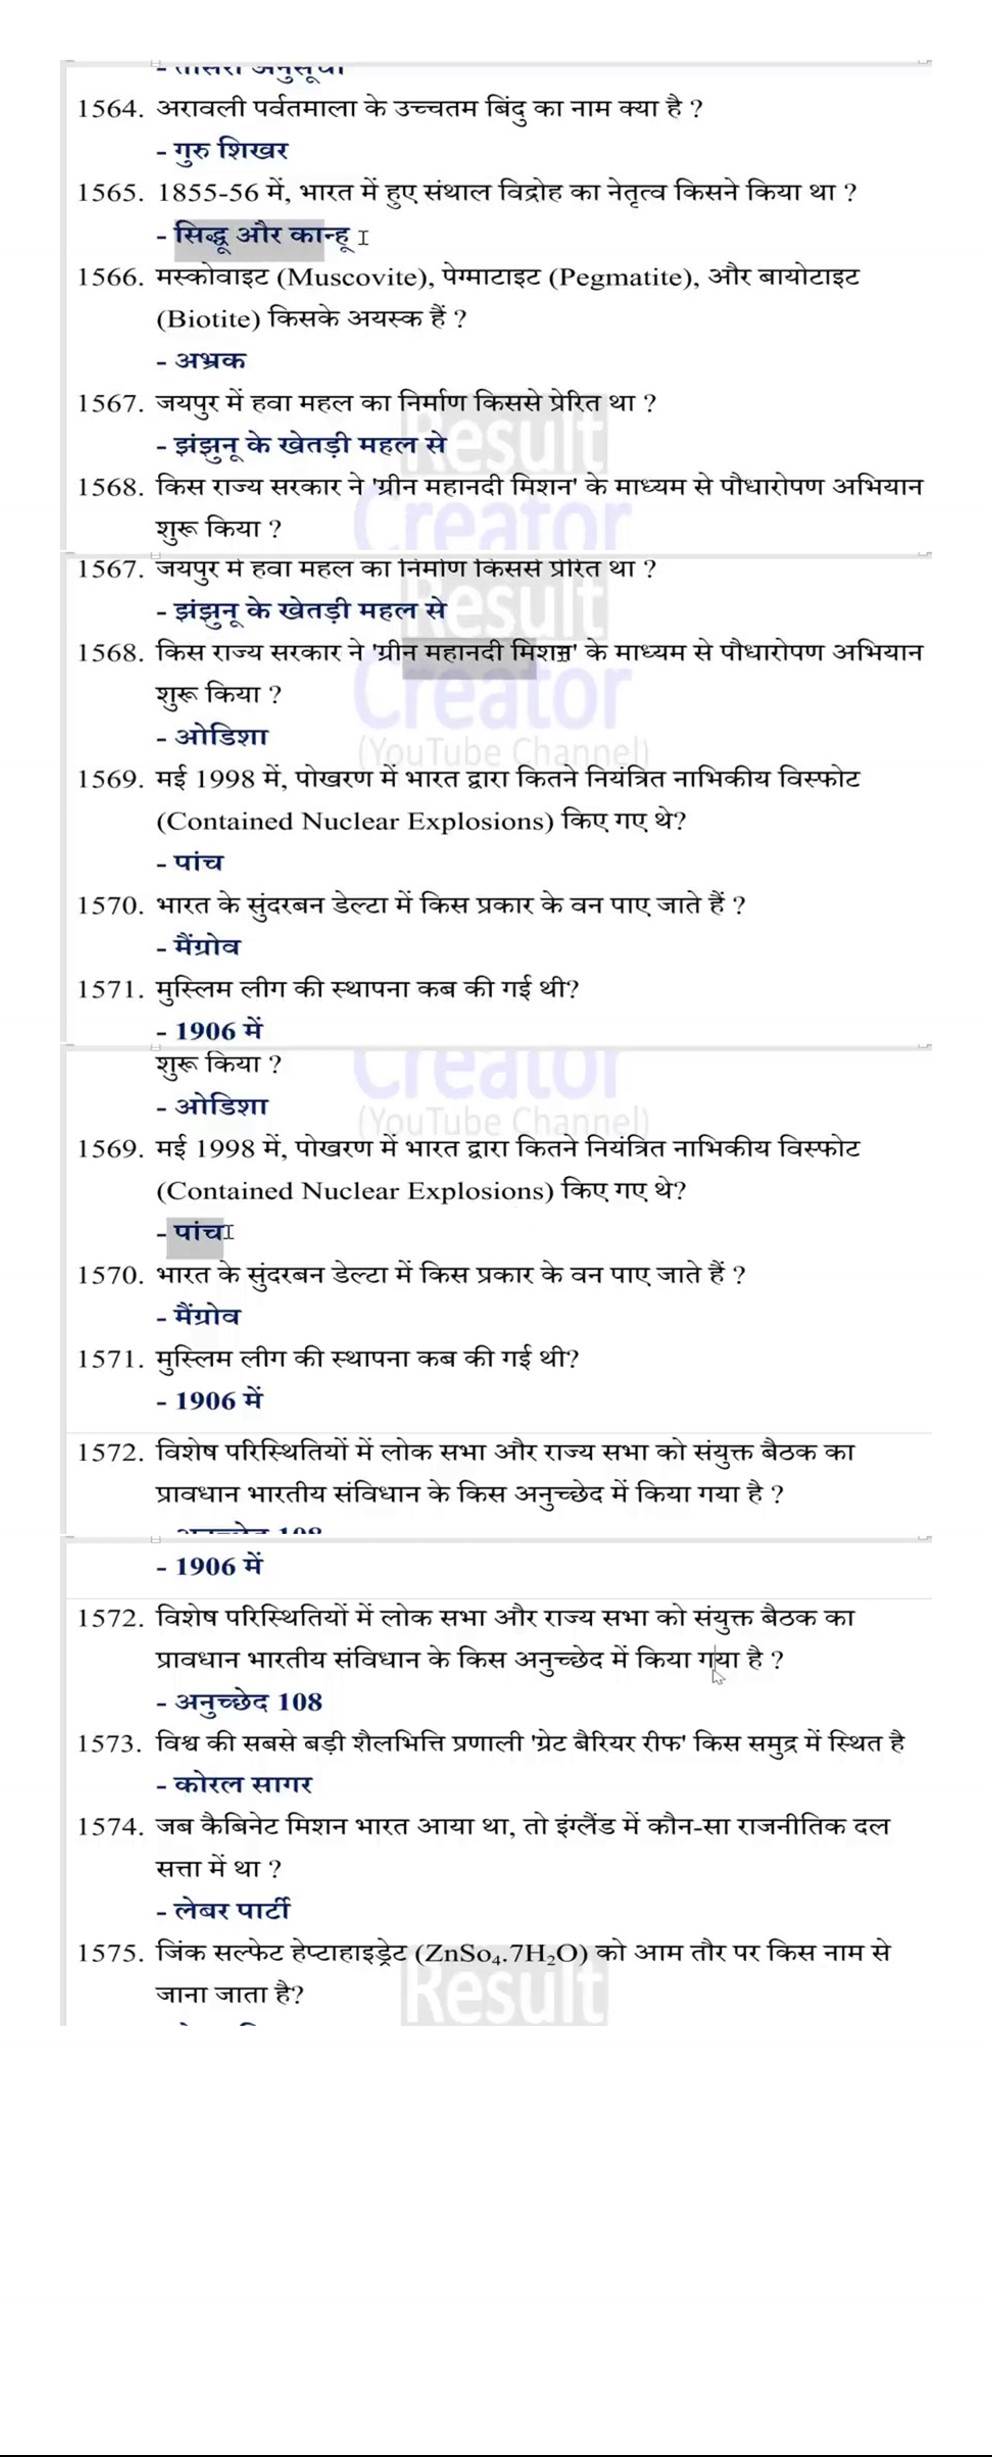 - तीसरी अनुसूची
1564. अरावली पर्वतमाला के उच्चतम बिंदु का नाम क्या है ?
- गुरु शिखर
1565. 1855-56 में, भारत में हुए संथाल विद्रोह का नेतृत्व किसने किया था ?
- सिद्धू और कान्हू
1566. मस्कोवाइट (Muscovite), पेग्माटाइट (Pegmatite), और बायोटाइट
(Biotite) किसके अयस्क हैं ?
- अभ्रक
1567. जयपुर में हवा महल का निर्माण किससे प्रेरित था ?
Result
- झंझुनू के खेतड़ी महल से
1568. किस राज्य सरकार ने 'ग्रीन महानदी मिशन' के माध्यम से पौधारोपण अभियान
Creator
शुरू किया ?
1567. जयपुर में हवा महल का निर्माण किससे प्रेरित था ?
Result
- झंझुनू के खेतड़ी महल से
1568. किस राज्य सरकार ने 'ग्रीन महानदी मिशन' के माध्यम से पौधारोपण अभियान
Creator
शुरू किया ?
- ओडिशा
(YouTube Channel)
1569. मई 1998 में, पोखरण में भारत द्वारा कितने नियंत्रित नाभिकीय विस्फोट
(Contained Nuclear Explosions) किए गए थे?
- पांच
1570. भारत के सुंदरबन डेल्टा में किस प्रकार के वन पाए जाते हैं ?
- मैंग्रोव
1571. मुस्लिम लीग की स्थापना कब की गई थी?
- 1906 में
Creator
शुरू किया ?
- ओडिशा
(YouTube Channel)
1569. मई 1998 में, पोखरण में भारत द्वारा कितने नियंत्रित नाभिकीय विस्फोट
(Contained Nuclear Explosions) किए गए थे?
- पांच
1570. भारत के सुंदरबन डेल्टा में किस प्रकार के वन पाए जाते हैं ?
- मैंग्रोव
1571. मुस्लिम लीग की स्थापना कब की गई थी?
- 1906 में
1572. विशेष परिस्थितियों में लोक सभा और राज्य सभा को संयुक्त बैठक का
प्रावधान भारतीय संविधान के किस अनुच्छेद में किया गया है ?
- 1906 में
1572. विशेष परिस्थितियों में लोक सभा और राज्य सभा को संयुक्त बैठक का
प्रावधान भारतीय संविधान के किस अनुच्छेद में किया गया है ?
- अनुच्छेद 108
1573. विश्व की सबसे बड़ी शैलभित्ति प्रणाली 'ग्रेट बैरियर रीफ' किस समुद्र में स्थित है
- कोरल सागर
1574. जब कैबिनेट मिशन भारत आया था, तो इंग्लैंड में कौन-सा राजनीतिक दल
सत्ता में था ?
- लेबर पार्टी
1575. जिंक सल्फेट हेप्टाहाइड्रेट (ZnSo₄.7H₂O) को आम तौर पर किस नाम से
Result
जाना जाता है?